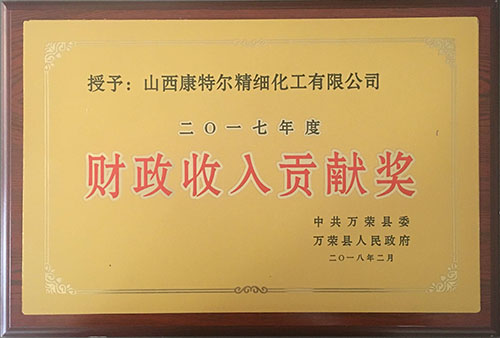 授予：山西康特尔精细化工有限公司
二〇一七年度
财政收入贡献奖
中共万荣县委
万荣县人民政府
二〇一八年二月